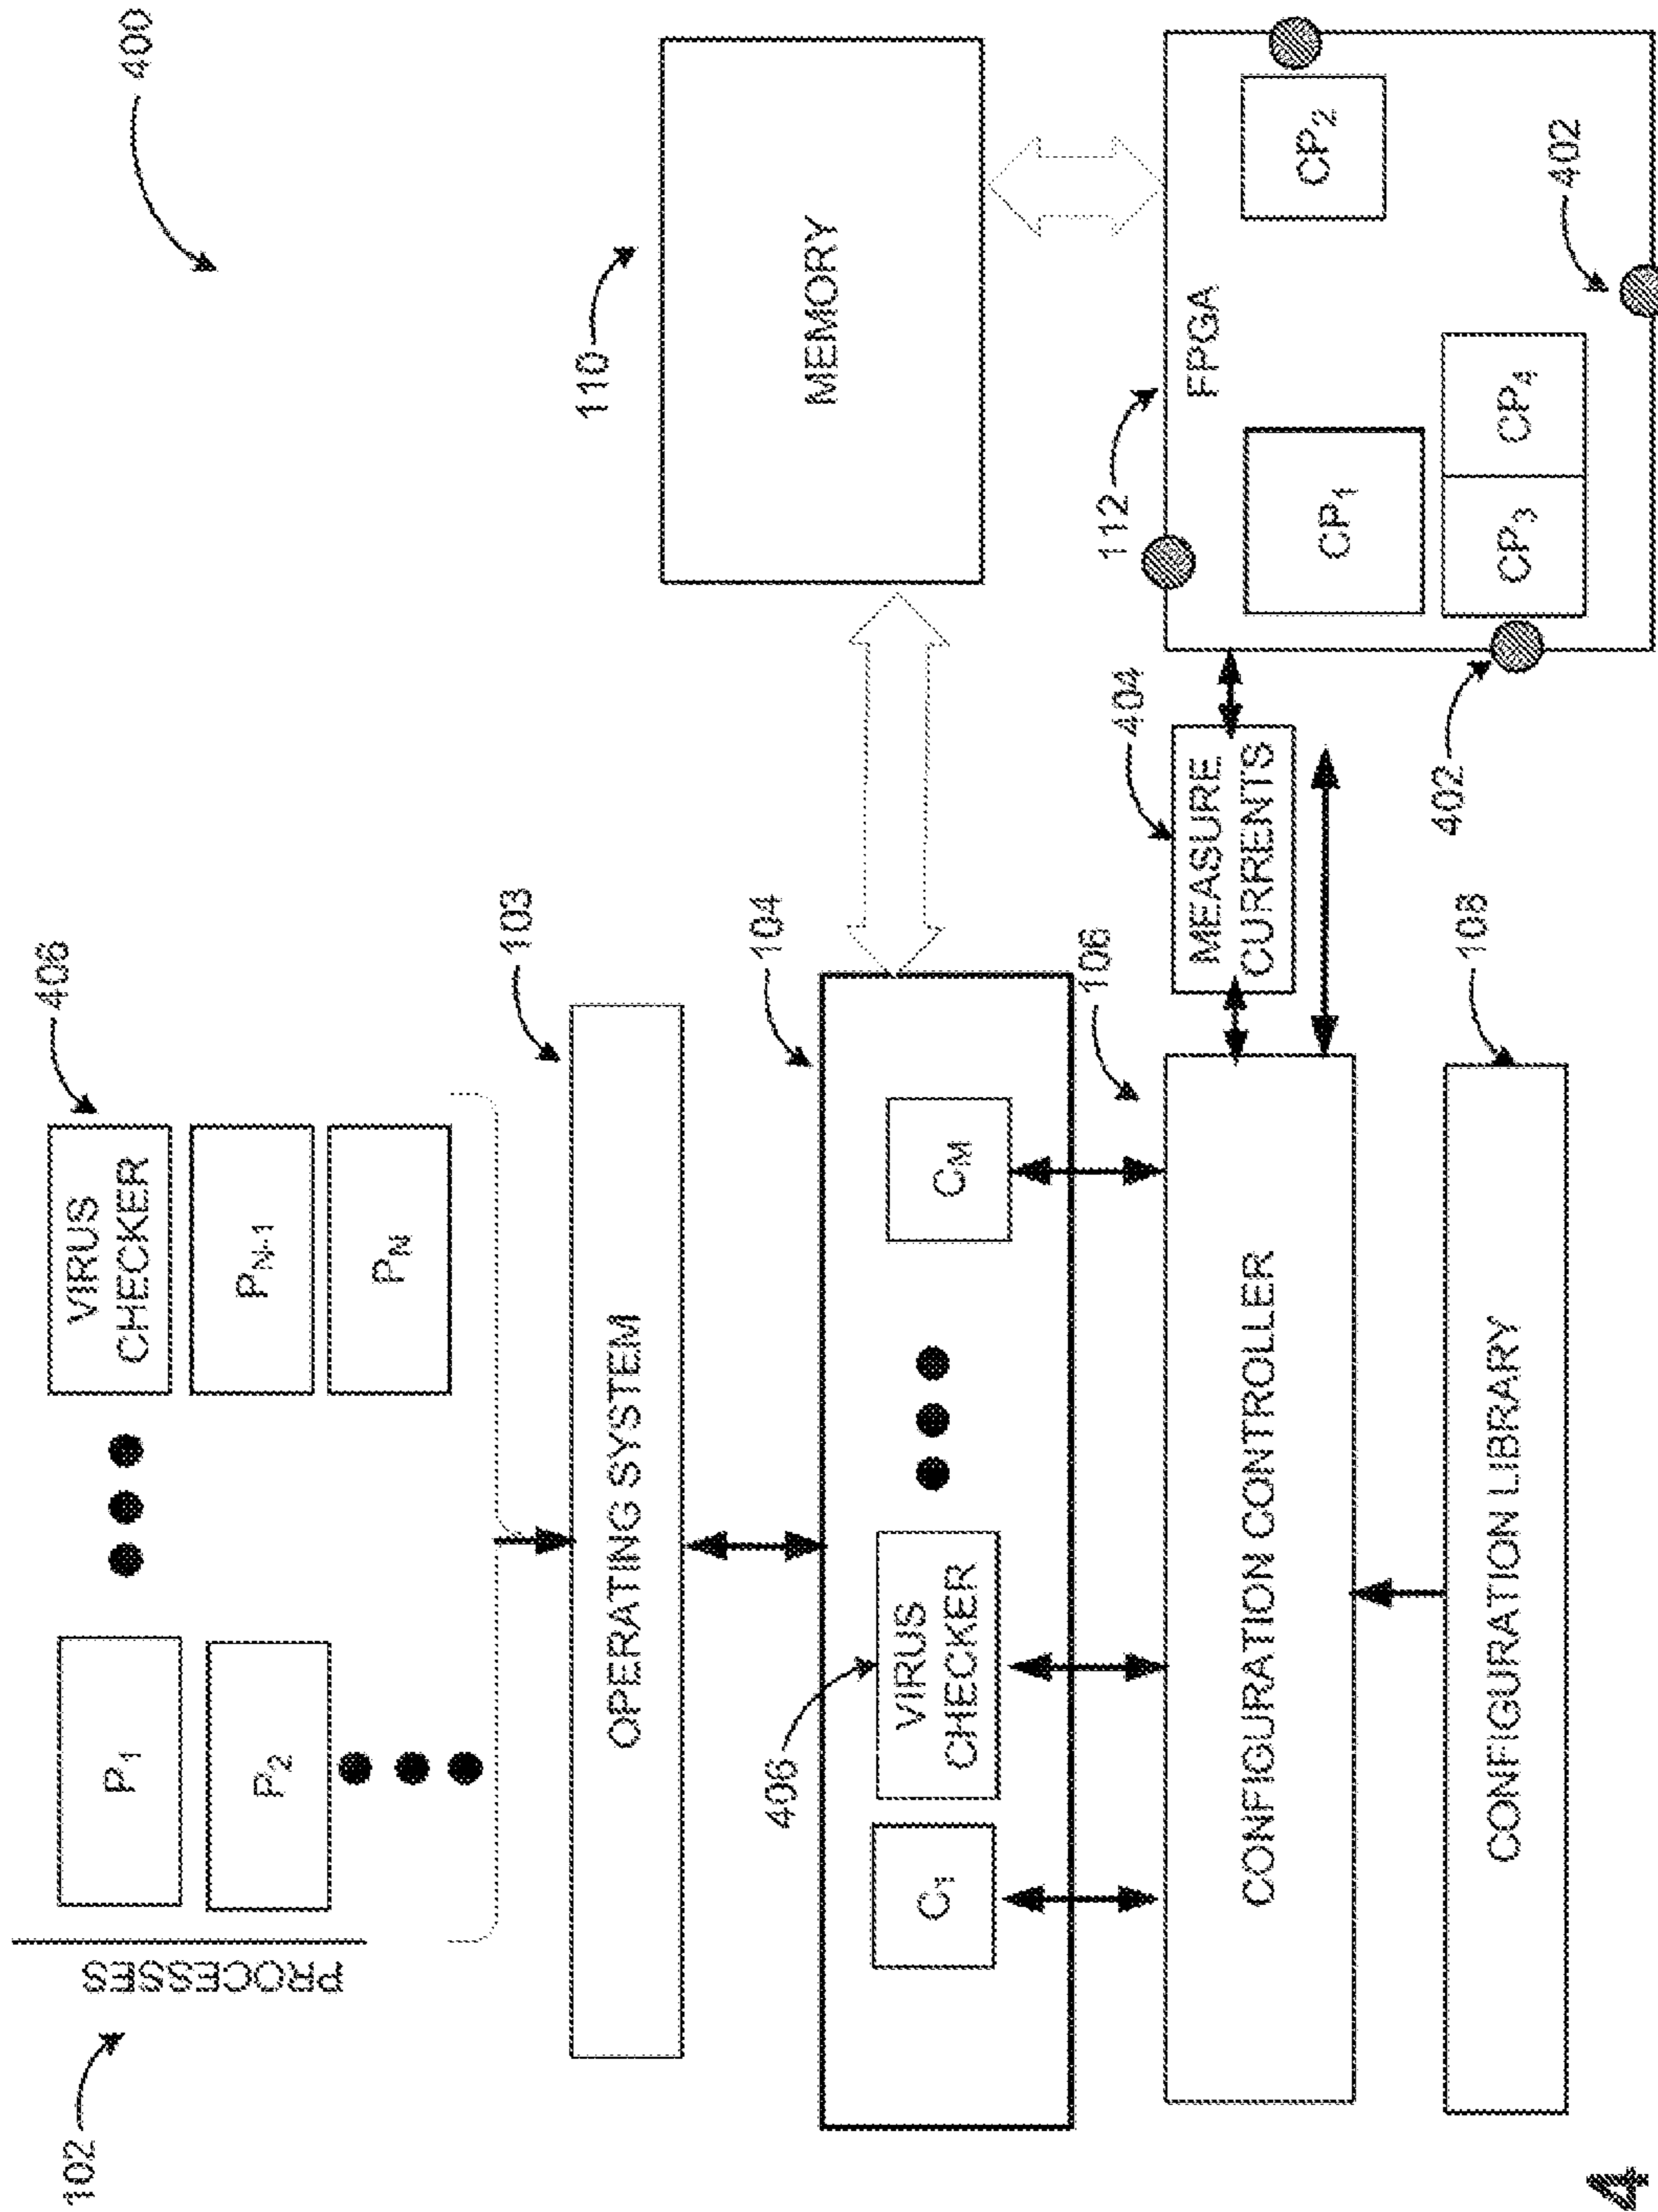 400
102
PROCESSES
P1
P2
VIRUS
CHECKER
PN-1
PN
406
OPERATING SYSTEM
103
104
C1
VIRUS
CHECKER
406
CM
110
MEMORY
CONFIGURATION CONTROLLER
106
MEASURE
CURRENTS
404
112
FPGA
CP1
CP2
CP3
CP4
402
402
CONFIGURATION LIBRARY
108
4